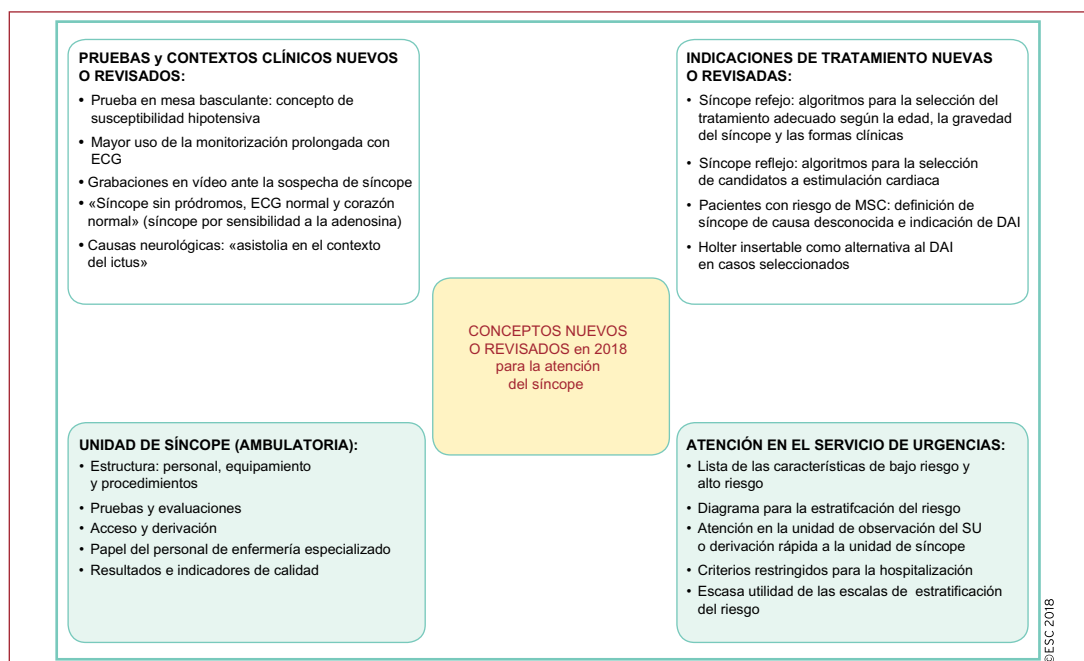 PRUEBAS y CONTEXTOS CLÍNICOS NUEVOS
O REVISADOS:
• Prueba en mesa basculante: concepto de
susceptibilidad hipotensiva
• Mayor uso de la monitorización prolongada con
ECG
• Grabaciones en vídeo ante la sospecha de síncope
• «Síncope sin pródromos, ECG normal y corazón
normal» (síncope por sensibilidad a la adenosina)
• Causas neurológicas: «asistolia en el contexto
del ictus»
INDICACIONES DE TRATAMIENTO NUEVAS
O REVISADAS:
• Síncope refejo: algoritmos para la selección del
tratamiento adecuado según la edad, la gravedad
del síncope y las formas clínicas
• Síncope reflejo: algoritmos para la selección
de candidatos a estimulación cardiaca
• Pacientes con riesgo de MSC: definición de
síncope de causa desconocida e indicación de DAI
• Holter insertable como alternativa al DAI
en casos seleccionados
CONCEPTOS NUEVOS
O REVISADOS en 2018
para la atención
del síncope
UNIDAD DE SÍNCOPE (AMBULATORIA):
• Estructura: personal, equipamiento
y procedimientos
• Pruebas y evaluaciones
• Acceso y derivación
• Papel del personal de enfermería especializado
• Resultados e indicadores de calidad
ATENCIÓN EN EL SERVICIO DE URGENCIAS:
• Lista de las características de bajo riesgo y
alto riesgo
• Diagrama para la estratifcación del riesgo
• Atención en la unidad de observación del SU
o derivación rápida a la unidad de síncope
• Criterios restringidos para la hospitalización
• Escasa utilidad de las escalas de estratificación
del riesgo
©ESC 2018